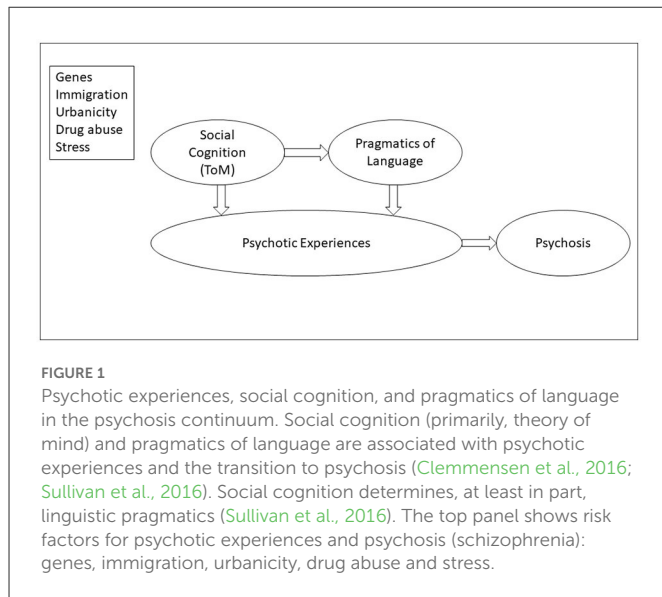 Genes
Immigration
Urbanicity
Drug abuse
Stress
Social
Cognition
(ToM)
Pragmatics of
Language
Psychotic Experiences
Psychosis
FIGURE 1
Psychotic experiences, social cognition, and pragmatics of language
in the psychosis continuum. Social cognition (primarily, theory of
mind) and pragmatics of language are associated with psychotic
experiences and the transition to psychosis (Clemmensen et al., 2016;
Sullivan et al., 2016). Social cognition determines, at least in part,
linguistic pragmatics (Sullivan et al., 2016). The top panel shows risk
factors for psychotic experiences and psychosis (schizophrenia):
genes, immigration, urbanicity, drug abuse and stress.